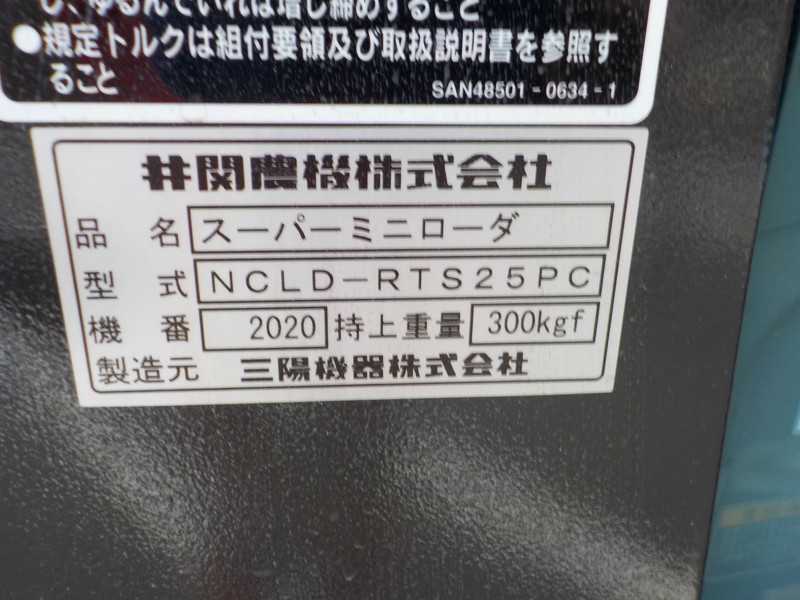 し、ゆるんでいれば増し締めすること
●規定トルクは組付要領及び取扱説明書を参照す
ること
SAN48501-0634-1
井関農機株式会社
品 名 スーパーミニローダ
型 式 NCLD-RTS25PC
機 番 2020 持上重量 300kgf
製造元 三陽機器株式会社